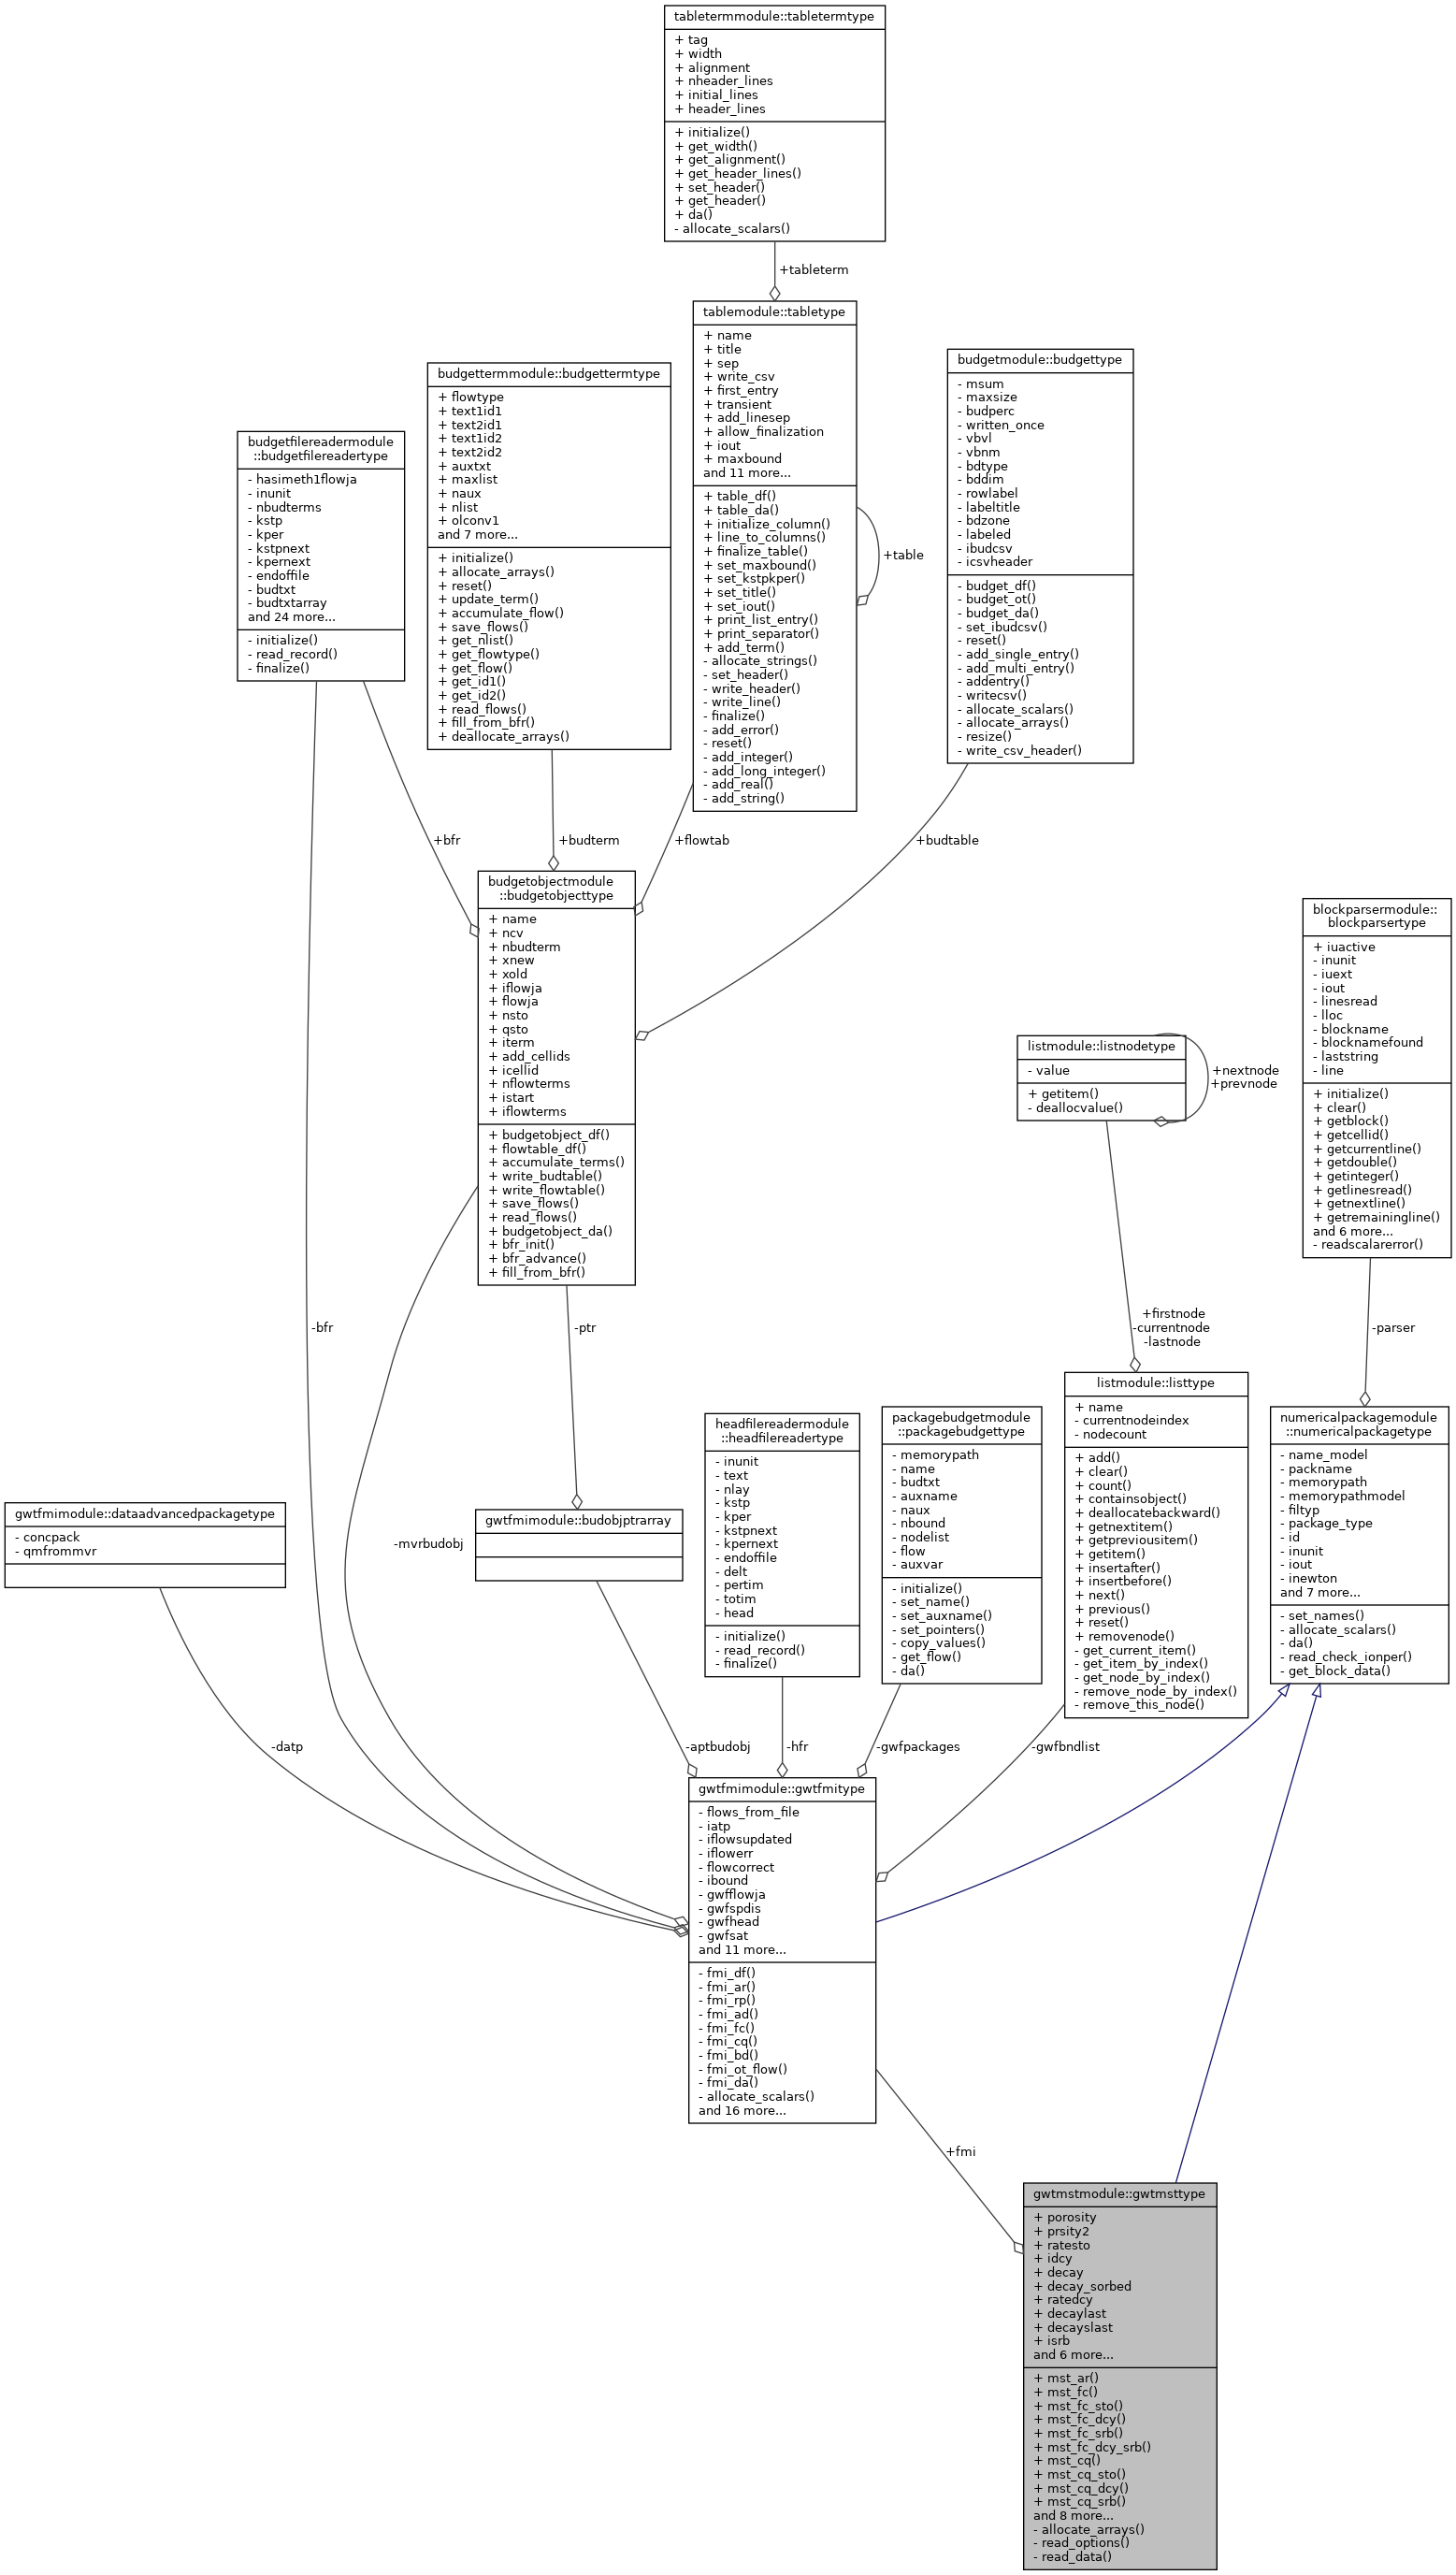 tabletermmodule::tabletermtype
+ tag
+ width
+ alignment
+ nheader_lines
+ initial_lines
+ header_lines
+ initialize()
+ get_width()
+ get_alignment()
+ get_header_lines()
+ set_header()
+ get_header()
+ da()
- allocate_scalars()
+tableterm
tablemodule::tabletype
+ name
+ title
+ sep
+ write_csv
+ first_entry
+ transient
+ add_linesep
+ allow_finalization
+ iout
+ maxbound
and 11 more...
+ table_df()
+ table_da()
+ initialize_column()
+ line_to_columns()
+ finalize_table()
+ set_maxbound()
+ set_kstpkper()
+ set_title()
+ set_iout()
+ print_list_entry()
+ print_separator()
+ add_term()
- allocate_strings()
- set_header()
- write_header()
- write_line()
- finalize()
- add_error()
- reset()
- add_integer()
- add_long_integer()
- add_real()
- add_string()
+table
budgetmodule::budgettype
- msum
- maxsize
- budperc
- written_once
- vbvl
- vbnm
- bdtype
- bddim
- rowlabel
- labeltitle
- bdzone
- labeled
- ibudcsv
- icsvheader
- budget_df()
- budget_ot()
- budget_da()
- set_ibudcsv()
- reset()
- add_single_entry()
- add_multi_entry()
- addentry()
- writecsv()
- allocate_scalars()
- allocate_arrays()
- resize()
- write_csv_header()
budgettermmodule::budgettermtype
+ flowtype
+ text1id1
+ text2id1
+ text1id2
+ text2id2
+ auxtxt
+ maxlist
+ naux
+ nlist
+ olconv1
and 7 more...
+ initialize()
+ allocate_arrays()
+ reset()
+ update_term()
+ accumulate_flow()
+ save_flows()
+ get_nlist()
+ get_flowtype()
+ get_flow()
+ get_id1()
+ get_id2()
+ read_flows()
+ fill_from_bfr()
+ deallocate_arrays()
budgetfilereadermodule
::budgetfilereadertype
- hasimeth1flowja
- inunit
- nbudterms
- kstp
- kper
- kstpnext
- kpernext
- endoffile
- budtxt
- budtxtarray
and 24 more...
- initialize()
- read_record()
- finalize()
+bfr
+budterm
+flowtab
+budtable
budgetobjectmodule
::budgetobjecttype
+ name
+ ncv
+ nbudterm
+ xnew
+ xold
+ iflowja
+ flowja
+ nsto
+ qsto
+ iterm
+ add_cellids
+ icellid
+ nflowterms
+ istart
+ iflowterms
+ budgetobject_df()
+ flowtable_df()
+ accumulate_terms()
+ write_budtable()
+ write_flowtable()
+ save_flows()
+ read_flows()
+ budgetobject_da()
+ bfr_init()
+ bfr_advance()
+ fill_from_bfr()
blockparsermodule::
blockparsertype
+ iuactive
- inunit
- iuext
- iout
- linesread
- lloc
- blockname
- blocknamefound
- laststring
- line
+ initialize()
+ clear()
+ getblock()
+ getcellid()
+ getcurrentline()
+ getdouble()
+ getinteger()
+ getlinesread()
+ getnextline()
+ getremainingline()
and 6 more...
- readscalarerror()
listmodule::listnodetype
- value
+ getitem()
- deallocvalue()
+nextnode
+prevnode
-bfr
-ptr
+firstnode
-currentnode
-lastnode
-parser
listmodule::listtype
+ name
- currentnodeindex
- nodecount
+ add()
+ clear()
+ count()
+ containsobject()
+ deallocatebackward()
+ getnextitem()
+ getpreviousitem()
+ getitem()
+ insertafter()
+ insertbefore()
+ next()
+ previous()
+ reset()
+ removenode()
- get_current_item()
- get_item_by_index()
- get_node_by_index()
- remove_node_by_index()
- remove_this_node()
numericalpackagemodule
::numericalpackagetype
- name_model
- packname
- memorypath
- memorypathmodel
- filtyp
- package_type
- id
- inunit
- iout
- inewton
and 7 more...
- set_names()
- allocate_scalars()
- da()
- read_check_ionper()
- get_block_data()
packagebudgetmodule
::packagebudgettype
- memorypath
- name
- budtxt
- auxname
- naux
- nbound
- nodelist
- flow
- auxvar
- initialize()
- set_name()
- set_auxname()
- set_pointers()
- copy_values()
- get_flow()
- da()
headfilereadermodule
::headfilereadertype
- inunit
- text
- nlay
- kstp
- kper
- kstpnext
- kpernext
- endoffile
- delt
- pertim
- totim
- head
- initialize()
- read_record()
- finalize()
gwtfmimodule::dataadvancedpackagetype
- concpack
- qmfrommvr
-mvrbudobj
gwtfmimodule::budobjptrarray
-datp
-aptbudobj
-hfr
-gwfpackages
-gwfbndlist
gwtfmimodule::gwtfmitype
- flows_from_file
- iatp
- iflowsupdated
- iflowerr
- flowcorrect
- ibound
- gwfflowja
- gwfspdis
- gwfhead
- gwfsat
and 11 more...
- fmi_df()
- fmi_ar()
- fmi_rp()
- fmi_ad()
- fmi_fc()
- fmi_cq()
- fmi_bd()
- fmi_ot_flow()
- fmi_da()
- allocate_scalars()
and 16 more...
+fmi
gwtmstmodule::gwtmsttype
+ porosity
+ prsity2
+ ratesto
+ idcy
+ decay
+ decay_sorbed
+ ratedcy
+ decaylast
+ decayslast
+ isrb
and 6 more...
+ mst_ar()
+ mst_fc()
+ mst_fc_sto()
+ mst_fc_dcy()
+ mst_fc_srb()
+ mst_fc_dcy_srb()
+ mst_cq()
+ mst_cq_sto()
+ mst_cq_dcy()
+ mst_cq_srb()
and 8 more...
- allocate_arrays()
- read_options()
- read_data()